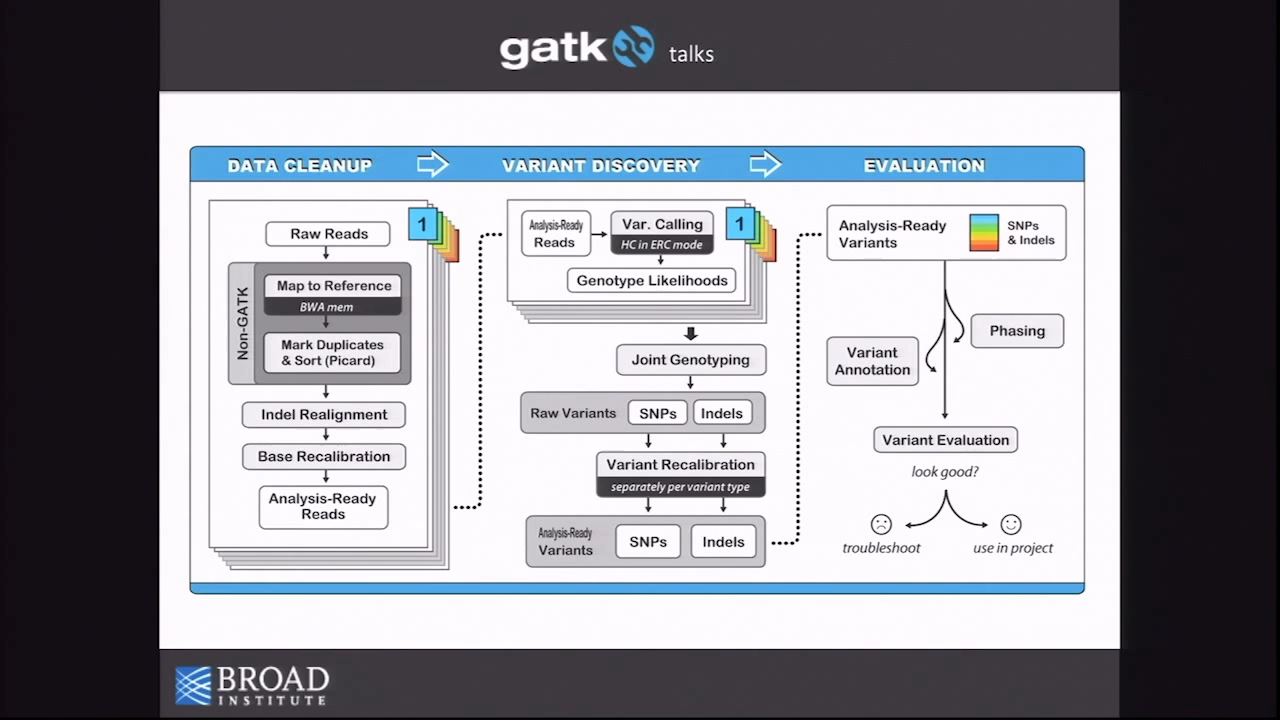 gatk talks
DATA CLEANUP
VARIANT DISCOVERY
EVALUATION
1
Raw Reads
Non-GATK
Map to Reference
BWA mem
Mark Duplicates
& Sort (Picard)
Indel Realignment
Base Recalibration
Analysis-Ready
Reads
1
Analysis-Ready
Reads
Var. Calling
HC in ERC mode
Genotype Likelihoods
Joint Genotyping
Raw Variants
SNPs
Indels
Variant Recalibration
separately per variant type
Analysis-Ready
Variants
SNPs
Indels
Analysis-Ready
Variants
SNPs
& Indels
Phasing
Variant
Annotation
Variant Evaluation
look good?
troubleshoot
use in project
BROAD
INSTITUTE